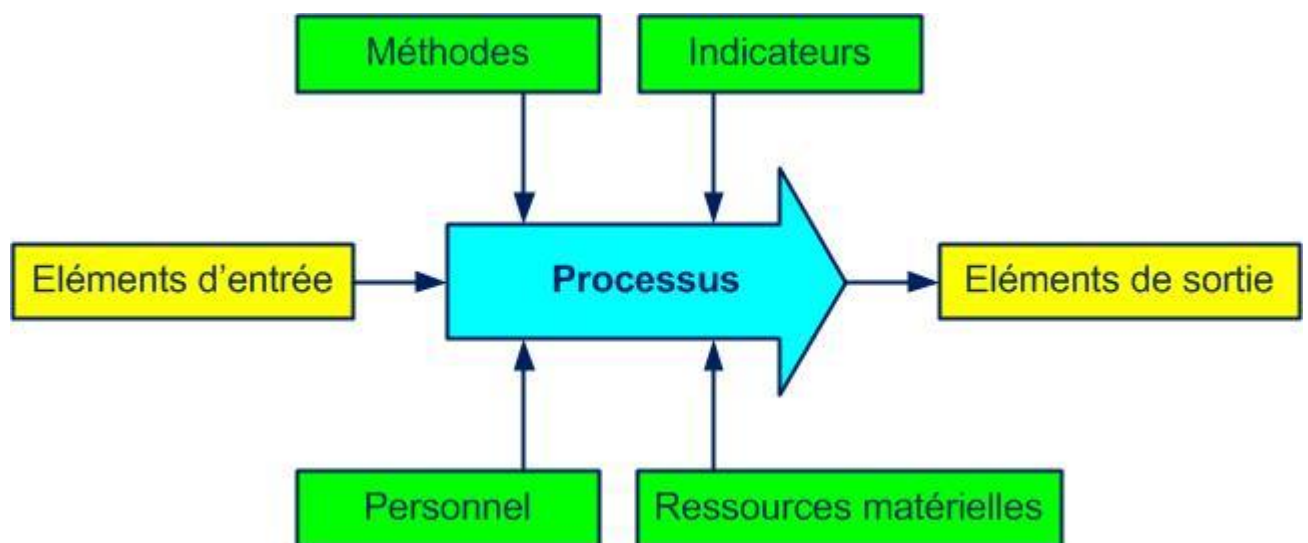 Méthodes
Indicateurs
Eléments d'entrée
Processus
Eléments de sortie
Personnel
Ressources matérielles